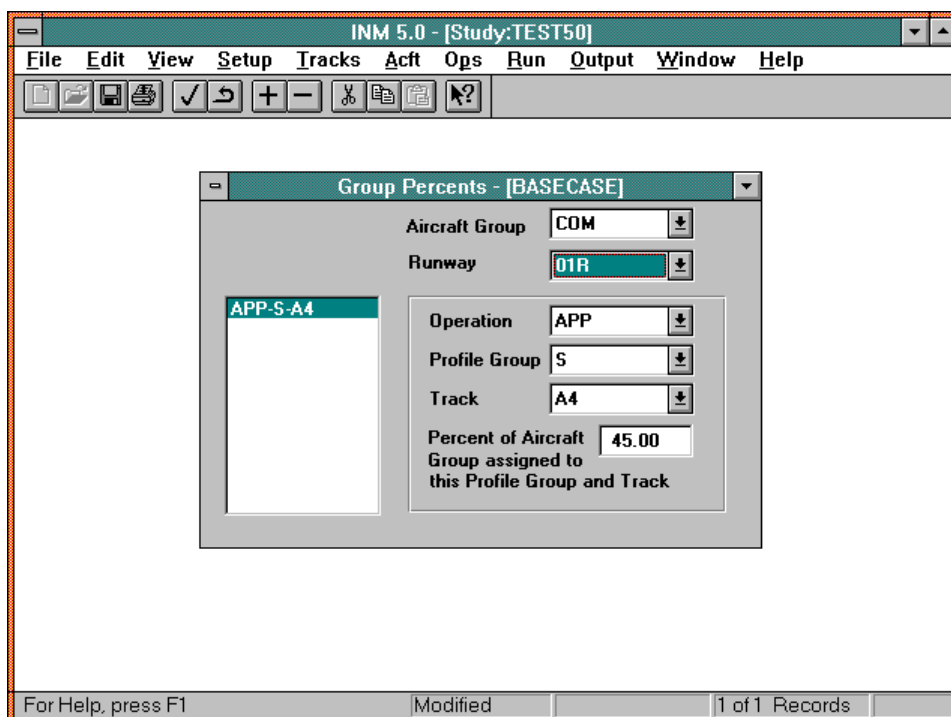 INM 5.0 - [Study:TEST50]
File Edit View Setup Tracks Acft Ops Run Output Window Help
Group Percents - [BASECASE]
Aircraft Group COM
Runway 01R
APP-S-A4
Operation APP
Profile Group S
Track A4
Percent of Aircraft 45.00
Group assigned to
this Profile Group and Track
For Help, press F1 Modified 1 of 1 Records